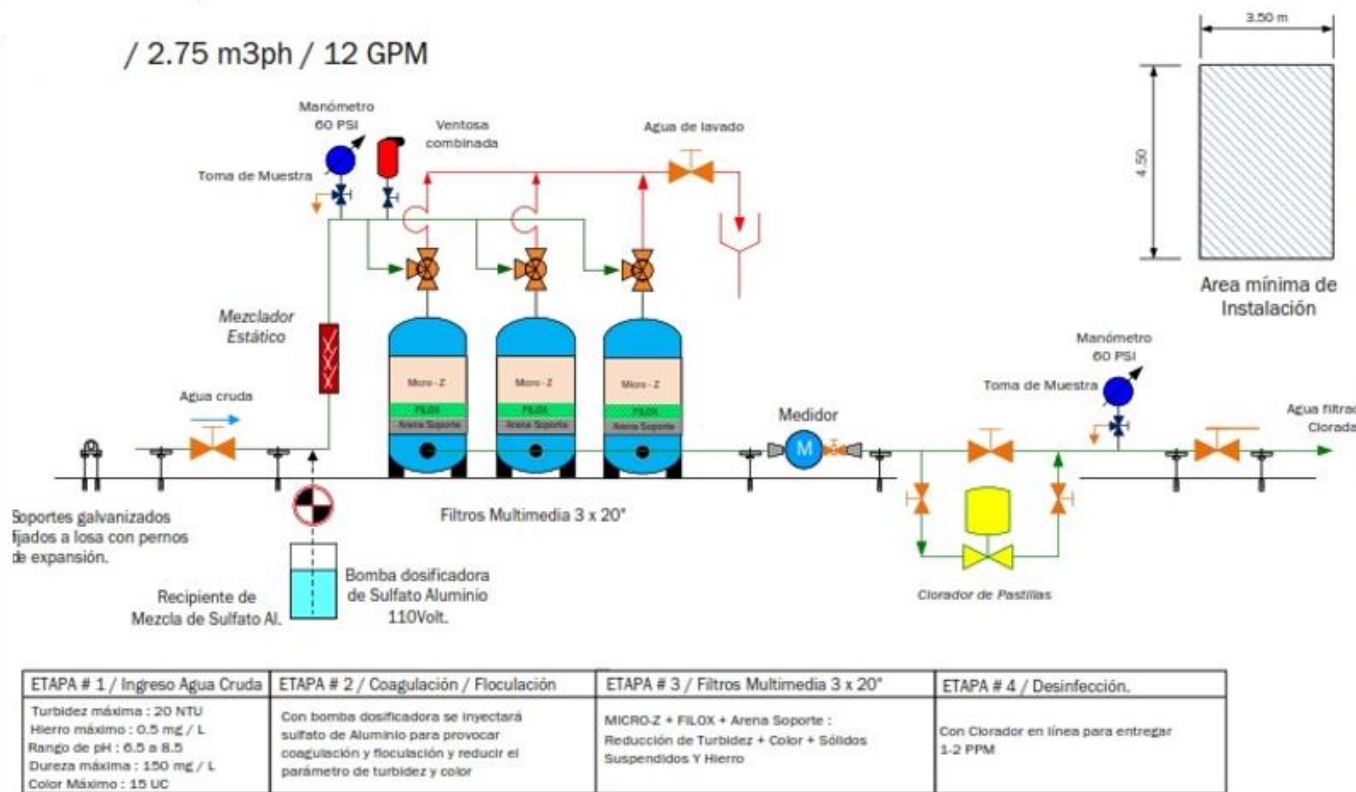 / 2.75 m3ph / 12 GPM
3.50 m
4.50
Area mínima de
Instalación
Manómetro
60 PSI
Ventosa
combinada
Agua de lavado
Toma de Muestra
Mezclador
Estático
Agua cruda
Micro - Z
FILOX
Arena Soporte
Micro - Z
FILOX
Arena Soporte
Micro - Z
FILOX
Arena Soporte
Medidor
M
Manómetro
60 PSI
Toma de Muestra
Agua filtrad
Clorada
Soportes galvanizados
fijados a losa con pernos
de expansión.
Filtros Multimedia 3 x 20"
Recipiente de
Mezcla de Sulfato Al.
Bomba dosificadora
de Sulfato Aluminio
110Volt.
Clorador de Pastillas
ETAPA # 1 / Ingreso Agua Cruda
Turbidez máxima : 20 NTU
Hierro máximo : 0.5 mg / L
Rango de pH : 6.5 a 8.5
Dureza máxima : 150 mg / L
Color Máximo : 15 UC
ETAPA # 2 / Coagulación / Floculación
Con bomba dosificadora se inyectará
sulfato de Aluminio para provocar
coagulación y floculación y reducir el
parámetro de turbidez y color
ETAPA # 3 / Filtros Multimedia 3 x 20"
MICRO-Z + FILOX + Arena Soporte :
Reducción de Turbidez + Color + Sólidos
Suspendidos Y Hierro
ETAPA # 4 / Desinfección.
Con Clorador en línea para entregar
1-2 PPM